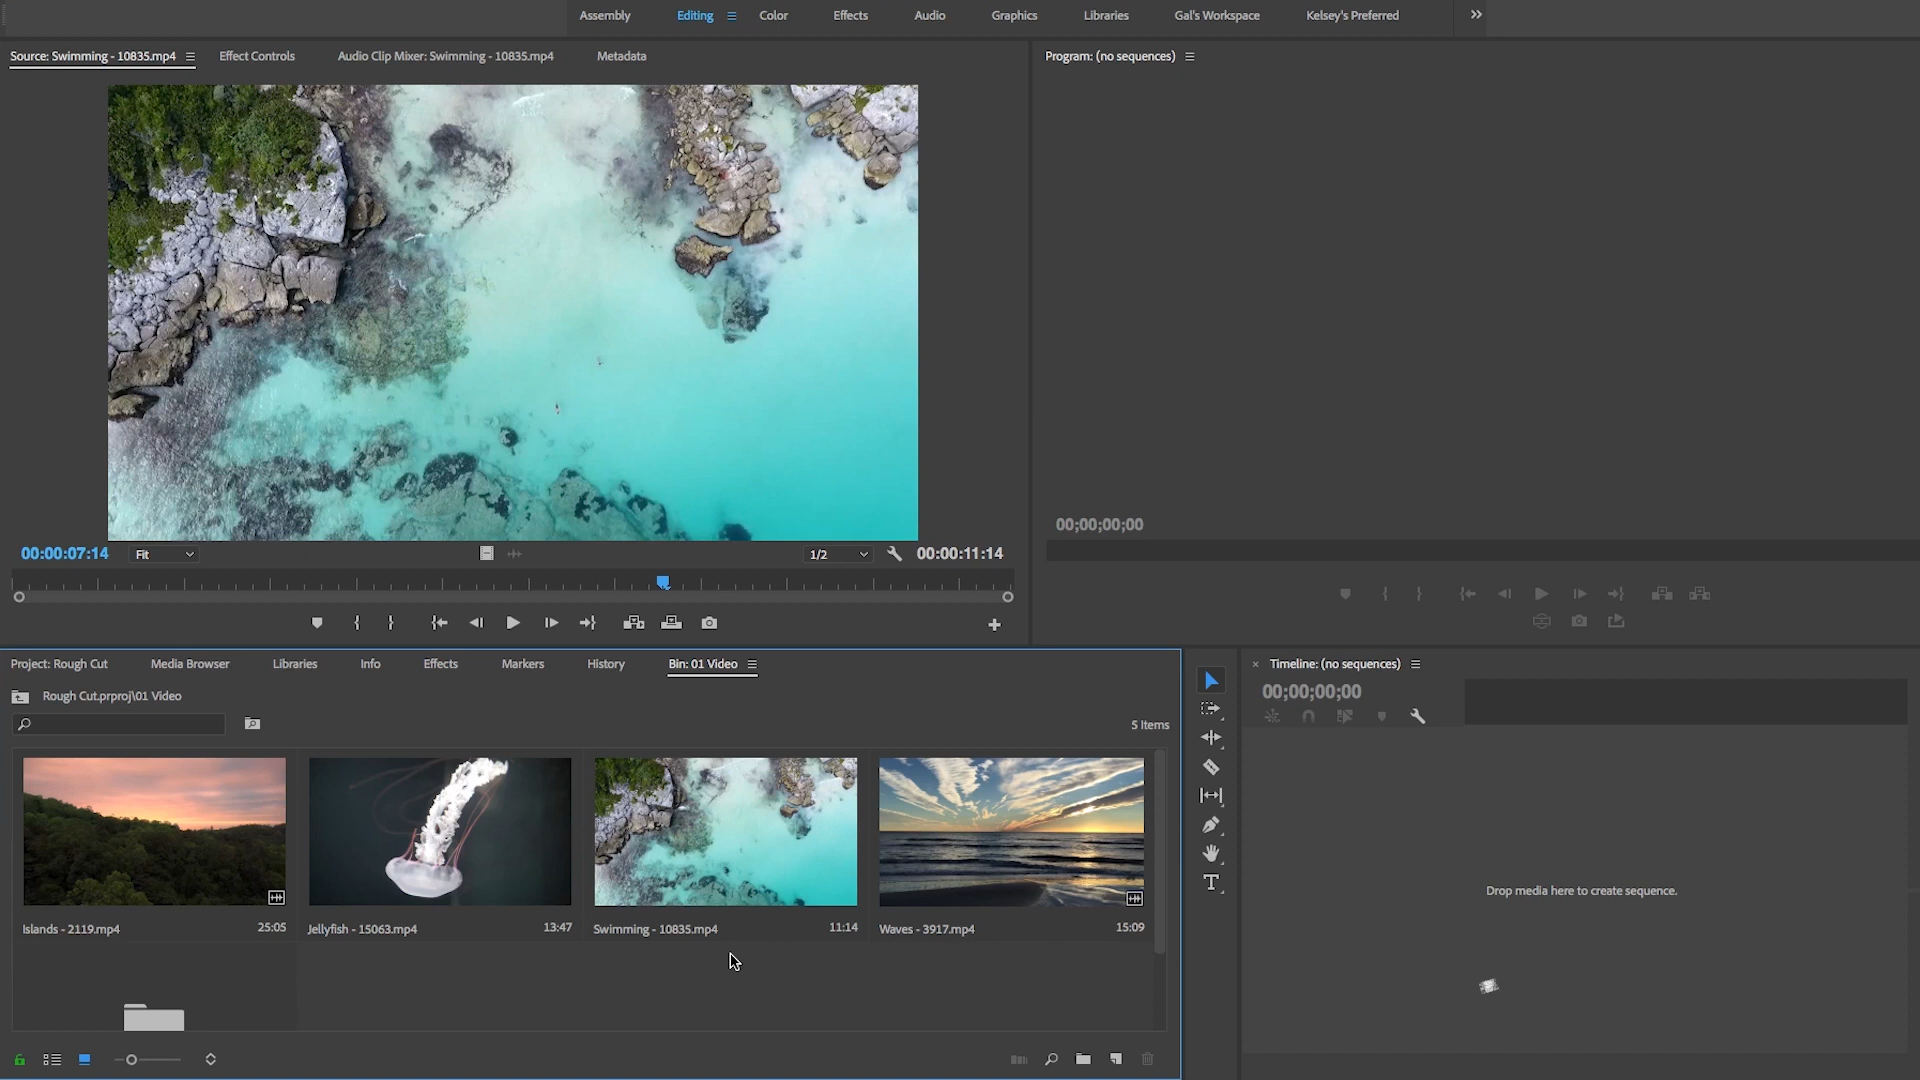 Assembly Editing Color Effects Audio Graphics Libraries Gal's Workspace Kelsey's Preferred
Source: Swimming - 10835.mp4 Effect Controls Audio Clip Mixer: Swimming - 10835.mp4 Metadata
Program: (no sequences)
00;00;00;00
00:00:07:14 Fit 1/2 00:00:11:14
Project: Rough Cut Media Browser Libraries Info Effects Markers History Bin: 01 Video
Rough Cut.prproj\01 Video
5 Items
Islands - 2119.mp4 25:05
Jellyfish - 15063.mp4 13:47
Swimming - 10835.mp4 11:14
Waves - 3917.mp4 15:09
× Timeline: (no sequences)
00;00;00;00
Drop media here to create sequence.